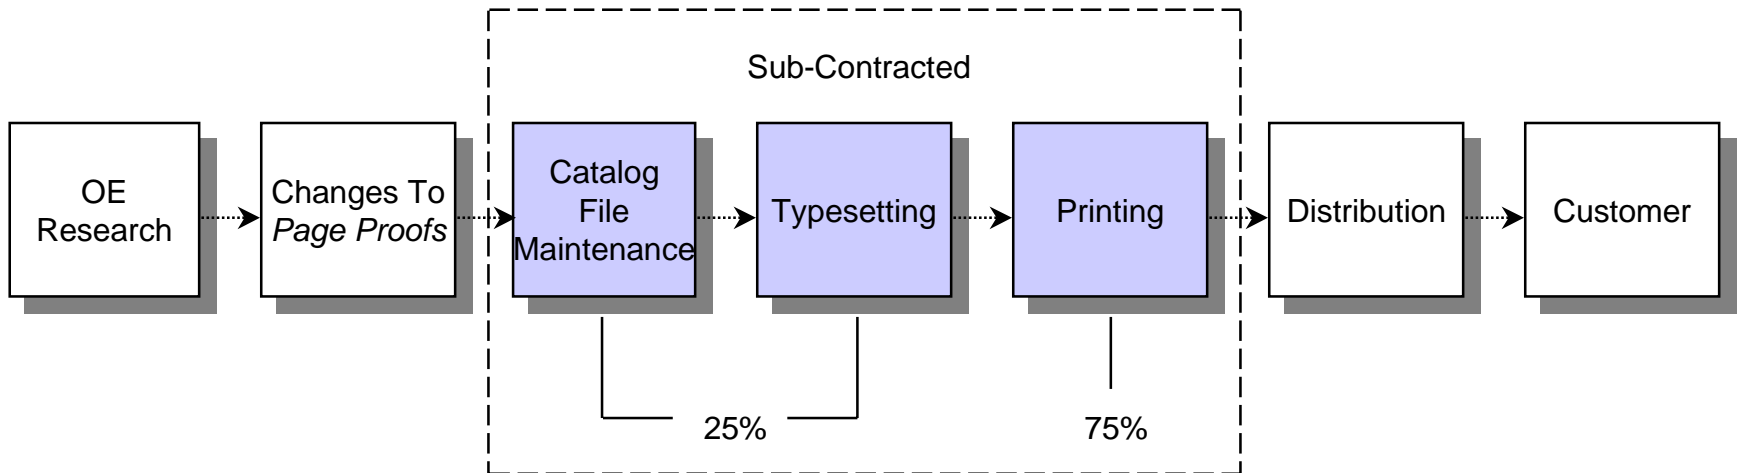 Sub-Contracted
OE
Research
Changes To
Page Proofs
Catalog
File
Maintenance
Typesetting
Printing
Distribution
Customer
25%
75%